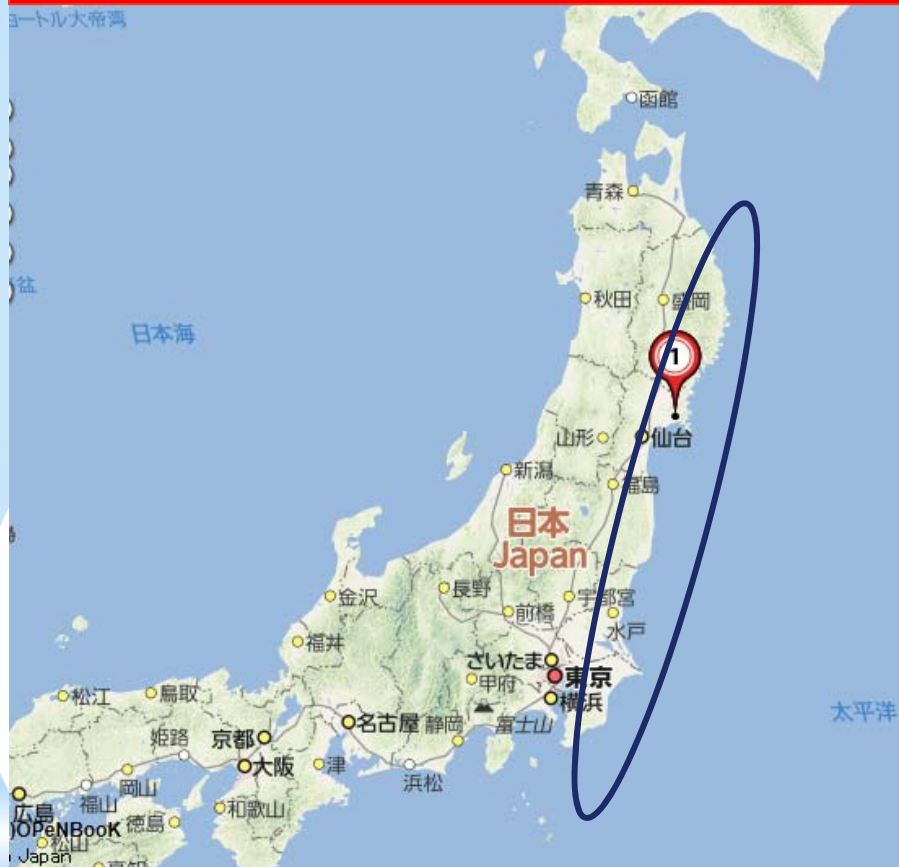 ョートル大帝湾
函館
青森
盆
秋田
盛岡
日本海
1
山形
仙台
新潟
福島
日本
Japan
長野
宇都宮
金沢
前橋
水戸
福井
さいたま
東京
甲府
松江
鳥取
横浜
太平洋
名古屋
静岡
富士山
姫路
京都
大阪
津
浜松
岡山
福山
広島
和歌山
徳島
)OPeNBooK
松山
Japan
高知